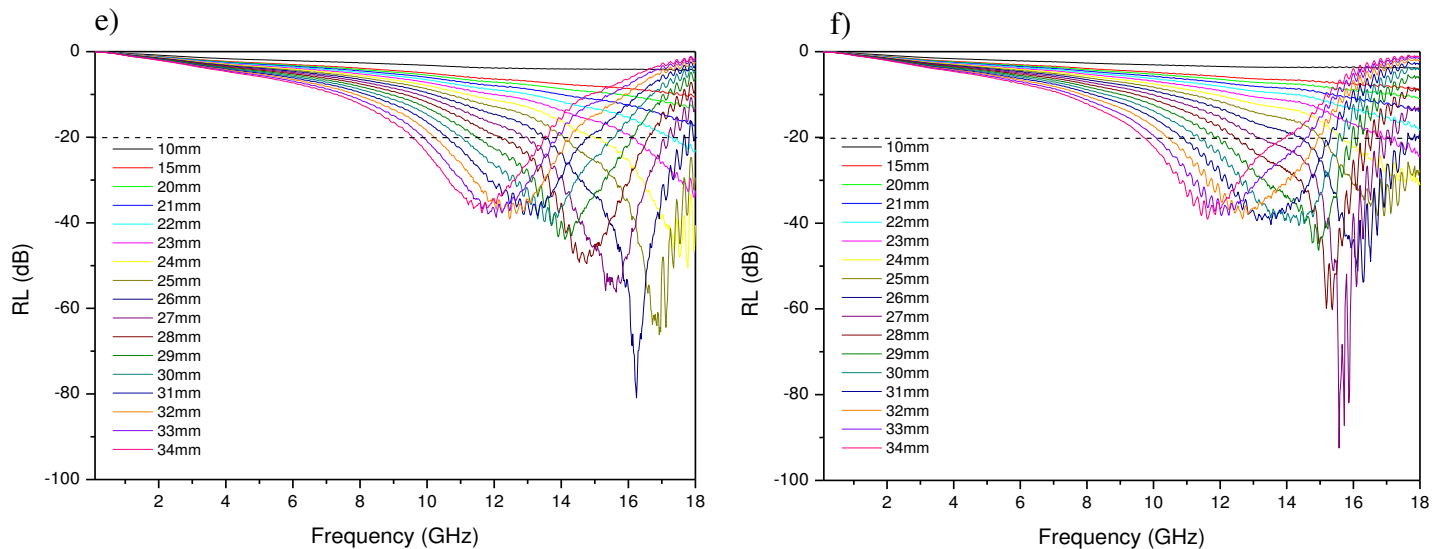 e)
0
-20
-40
-60
-80
-100
RL (dB)
10mm
15mm
20mm
21mm
22mm
23mm
24mm
25mm
26mm
27mm
28mm
29mm
30mm
31mm
32mm
33mm
34mm
2 4 6 8 10 12 14 16 18
Frequency (GHz)
f)
0
-20
-40
-60
-80
-100
RL (dB)
10mm
15mm
20mm
21mm
22mm
23mm
24mm
25mm
26mm
27mm
28mm
29mm
30mm
31mm
32mm
33mm
34mm
2 4 6 8 10 12 14 16 18
Frequency (GHz)